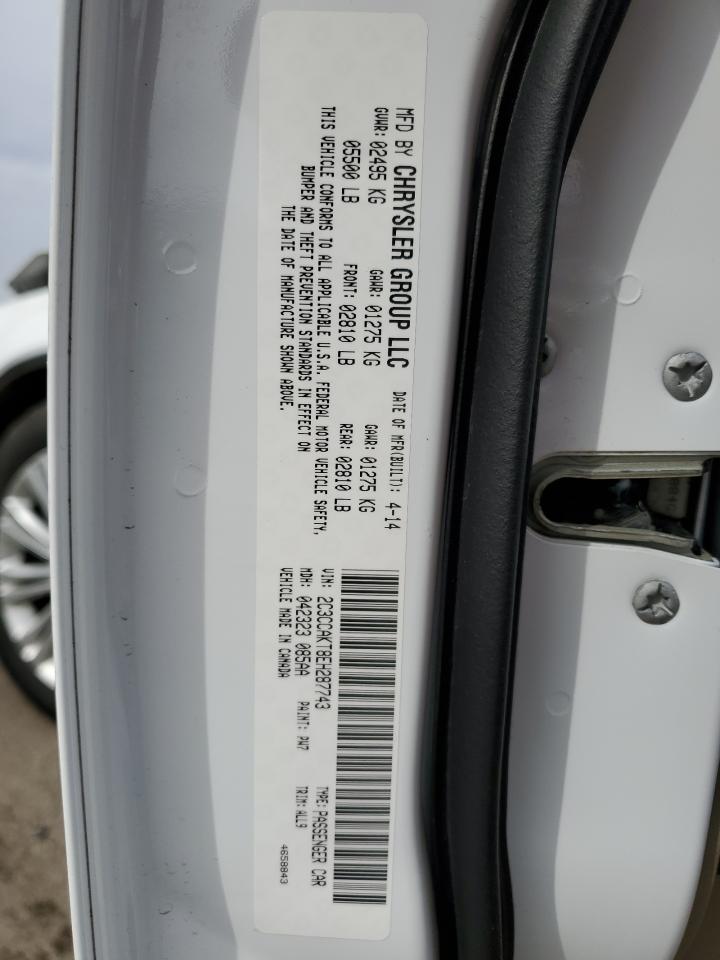 MFD BY CHRYSLER GROUP LLC DATE OF MFR(BUILT): 4-14
GVWR: 02495 KG GAWR: 01275 KG GAWR: 01275 KG
05500 LB FRONT: 02810 LB REAR: 02810 LB
THIS VEHICLE CONFORMS TO ALL APPLICABLE U.S.A. FEDERAL MOTOR VEHICLE SAFETY,
BUMPER AND THEFT PREVENTION STANDARDS IN EFFECT ON
THE DATE OF MANUFACTURE SHOWN ABOVE.
VIN: 2C3CCAKT8EH287743 TYPE: PASSENGER CAR
MDH: 042323 085AA PAINT: PW7 TRIM: ALL9
VEHICLE MADE IN CANADA 4658843